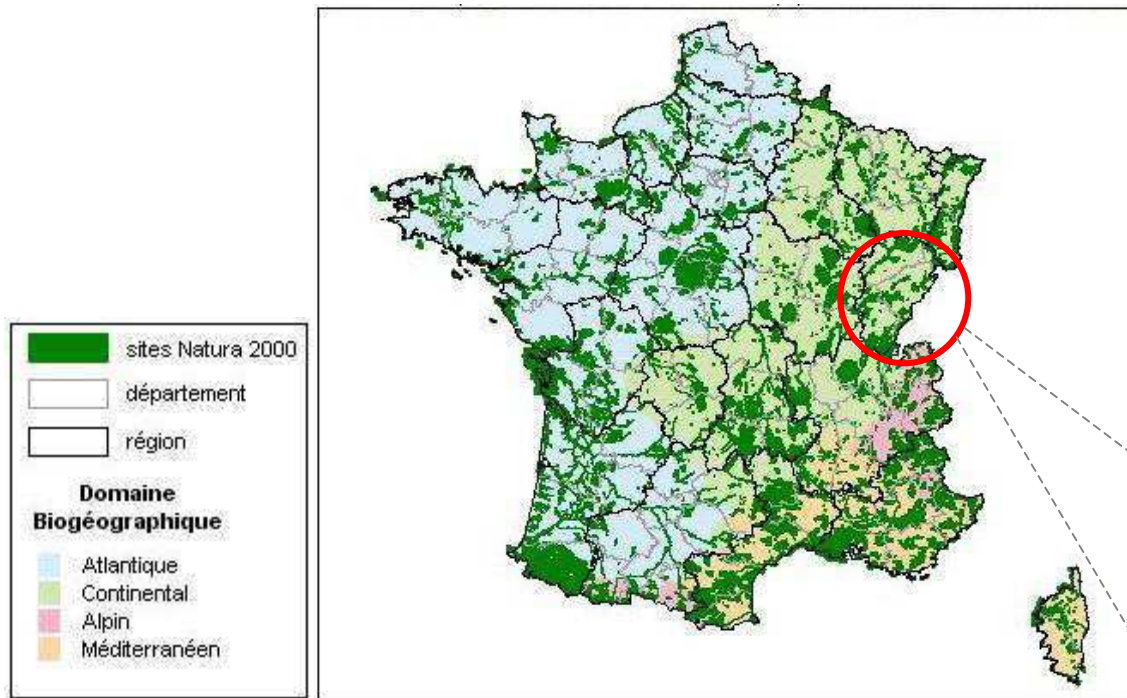 sites Natura 2000
département
région
Domaine
Biogéographique
Atlantique
Continental
Alpin
Méditerranéen